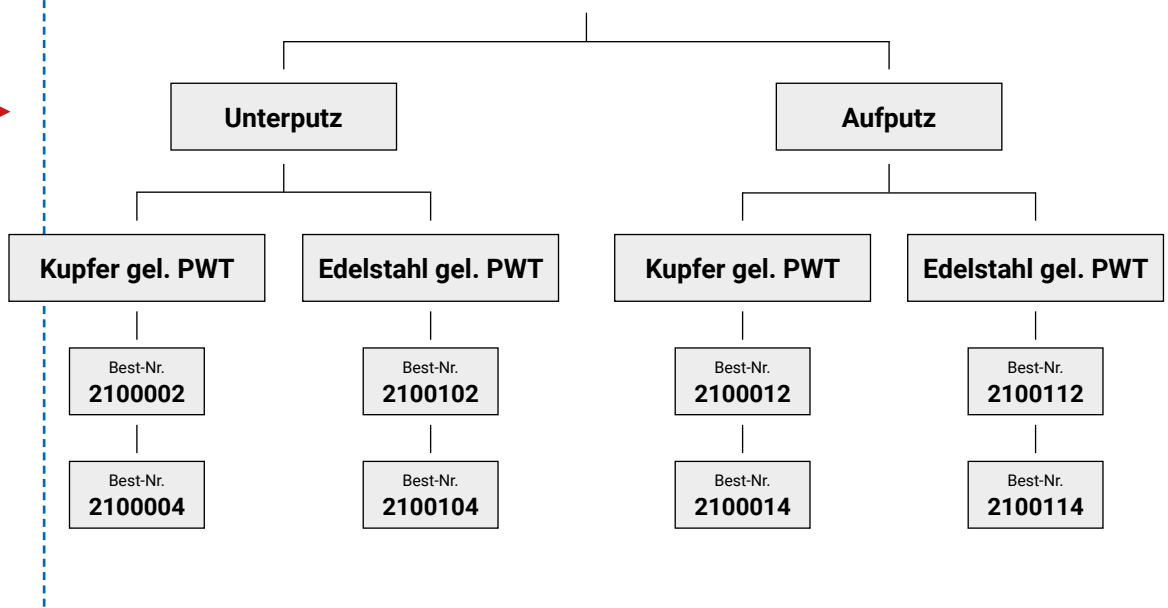 Unterputz
Aufputz
Kupfer gel. PWT
Edelstahl gel. PWT
Kupfer gel. PWT
Edelstahl gel. PWT
Best-Nr.
2100002
Best-Nr.
2100102
Best-Nr.
2100012
Best-Nr.
2100112
Best-Nr.
2100004
Best-Nr.
2100104
Best-Nr.
2100014
Best-Nr.
2100114